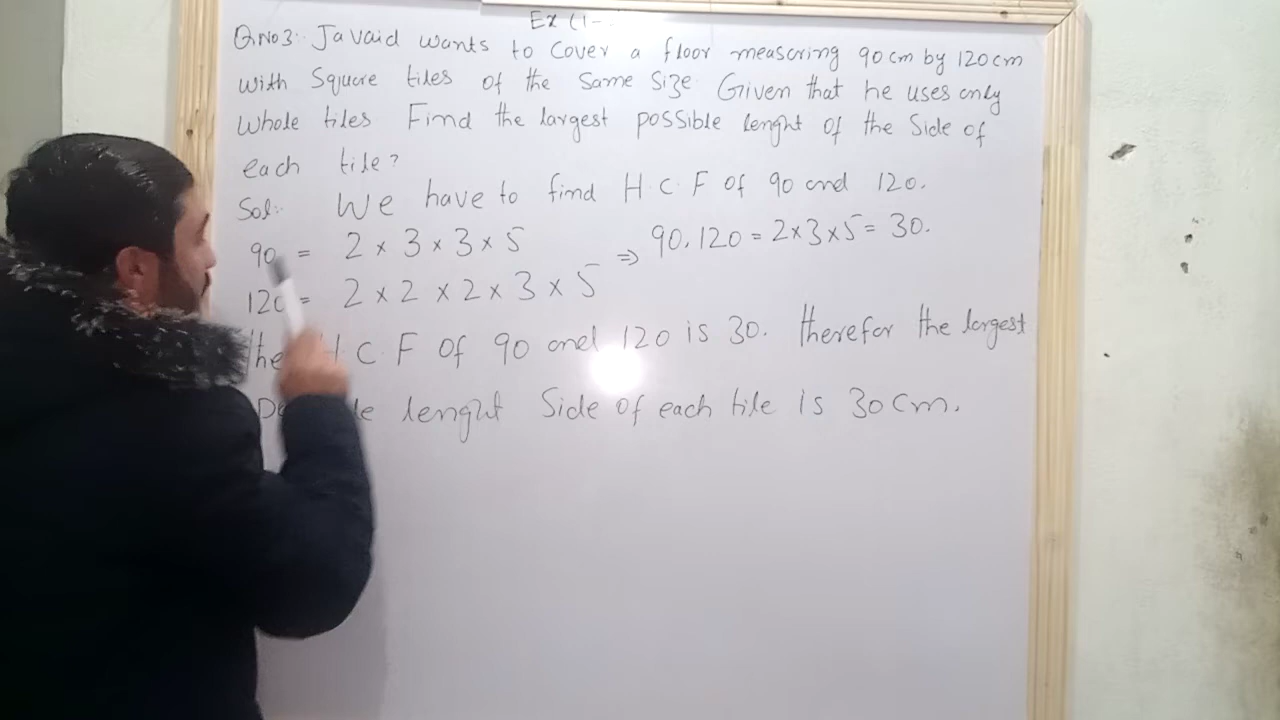 Ex (1-
Q.No3: Javaid wants to cover a floor measuring 90cm by 120cm
with Square tiles of the Same Size. Given that he uses only
whole tiles Find the largest possible lenght of the Side of
each tile?
Sol: We have to find H.C.F of 90 and 120.
90 = 2 × 3 × 3 × 5 ⇒ 90, 120 = 2×3×5 = 30.
120 = 2 × 2 × 2 × 3 × 5
the H C F Of 90 and 120 is 30. therefor the largest
lenght Side of each tile is 30cm.